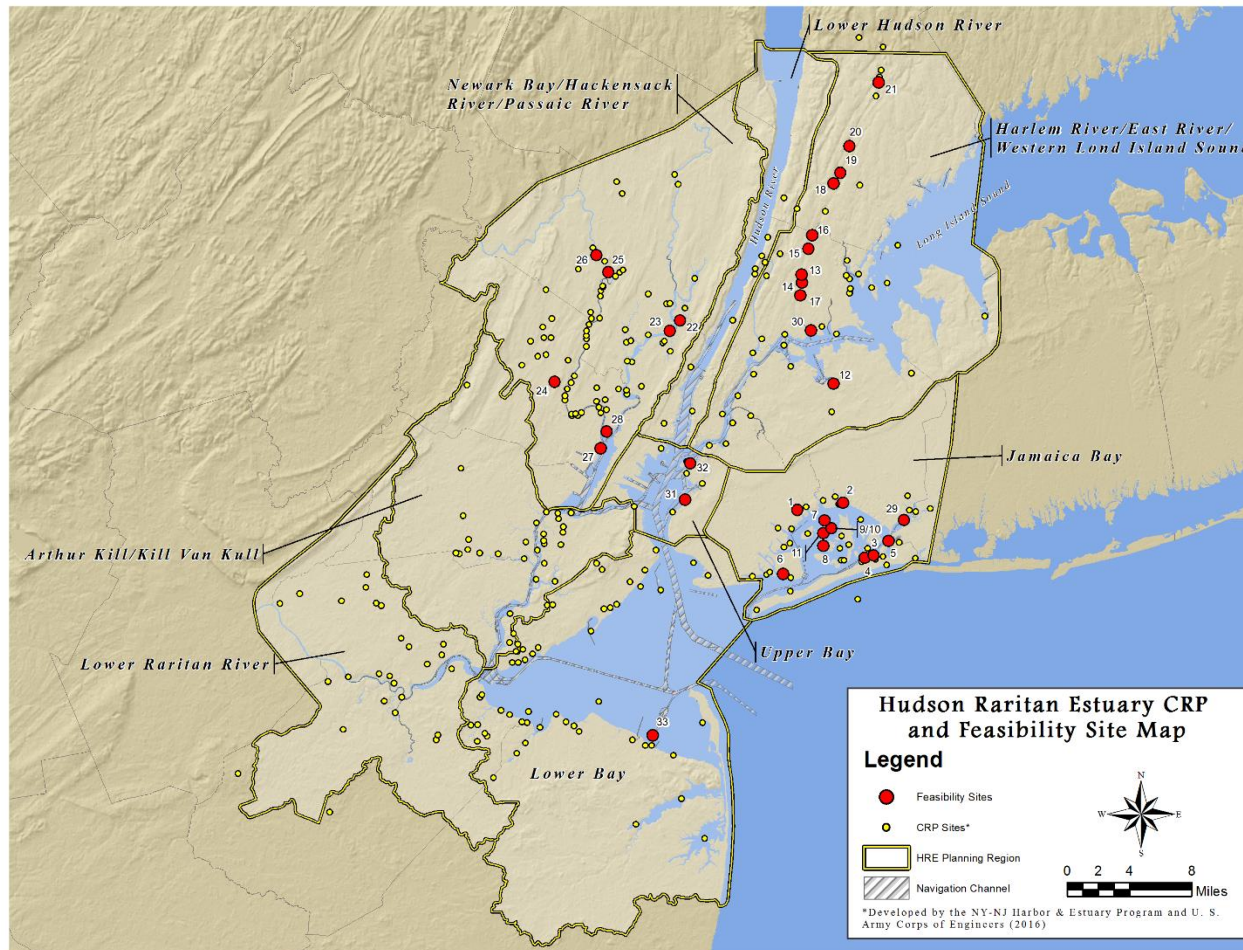 Lower Hudson River
Newark Bay/Hackensack
River/Passaic River
Harlem River/East River/
Western Lond Island Sound
Hudson River
Long Island Sound
21
20
19
18
16
15
13
14
17
30
12
26
25
23
22
24
28
27
32
31
Jamaica Bay
1
2
7
29
9/10
11
8
3
5
4
6
Arthur Kill/Kill Van Kull
Lower Raritan River
Upper Bay
33
Lower Bay
Hudson Raritan Estuary CRP
and Feasibility Site Map
Legend
Feasibility Sites
CRP Sites*
HRE Planning Region
Navigation Channel
N
W
E
S
0 2 4 8
Miles
*Developed by the NY-NJ Harbor & Estuary Program and U. S.
Army Corps of Engineers (2016)